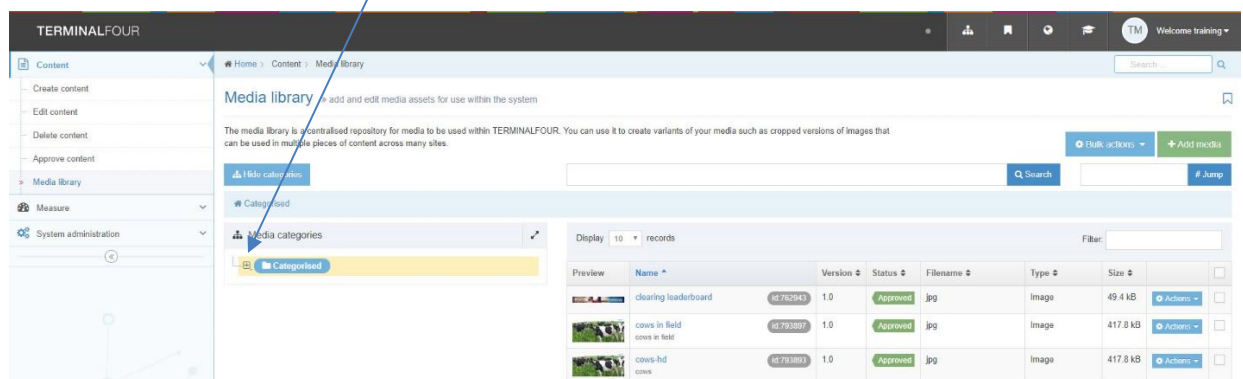 TERMINALFOUR
TM Welcome training
Content
Home > Content > Media library
Search ...
Create content
Edit content
Delete content
Approve content
Media library
Measure
System administration
Media library » add and edit media assets for use within the system
The media library is a centralised repository for media to be used within TERMINALFOUR. You can use it to create variants of your media such as cropped versions of images that
can be used in multiple pieces of content across many sites.
Bulk actions
+ Add media
Hide categories
Search
# Jump
Categorised
Media categories
Categorised
Display 10 records
Filter:
Preview Name Version Status Filename Type Size
clearing leaderboard id:762943 1.0 Approved jpg Image 49.4 kB Actions
cows in field id:793897 1.0 Approved jpg Image 417.8 kB Actions
cows in field
cows-hd id:793893 1.0 Approved jpg Image 417.8 kB Actions
cows